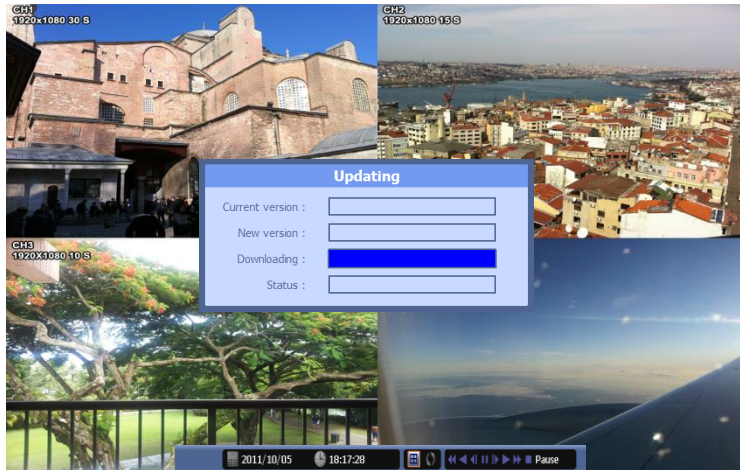 CH1
1920x1080 30 S
CH2
1920x1080 15 S
Updating
Current version :
New version :
Downloading :
Status :
CH3
1920X1080 10 S
2011/10/05 18:17:28 Pause